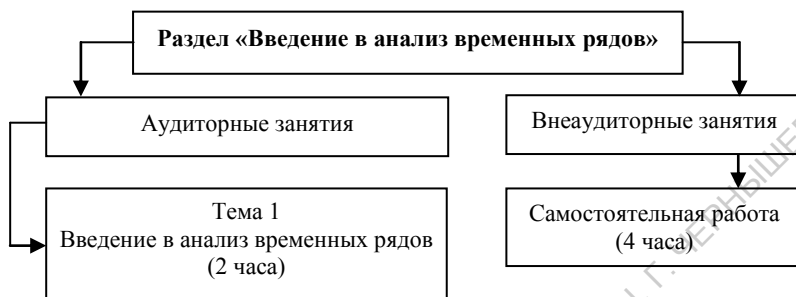 Раздел «Введение в анализ временных рядов»
Аудиторные занятия
Внеаудиторные занятия
Тема 1
Введение в анализ временных рядов
(2 часа)
Самостоятельная работа
(4 часа)
Г. ЧЕРНЫШЕ